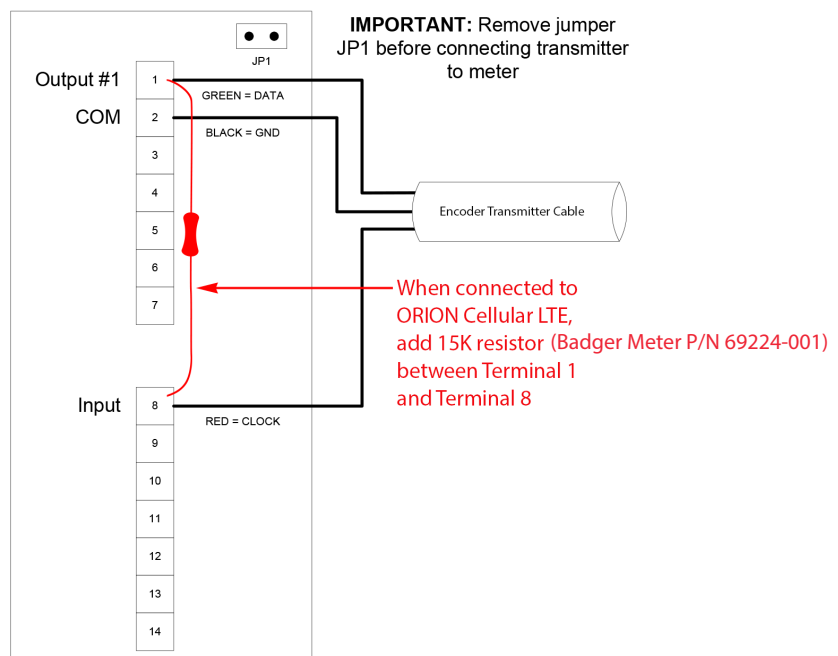 IMPORTANT: Remove jumper
JP1 before connecting transmitter
to meter
JP1
Output #1
1
GREEN = DATA
COM
2
BLACK = GND
3
4
5
6
7
Encoder Transmitter Cable
When connected to
ORION Cellular LTE,
add 15K resistor (Badger Meter P/N 69224-001)
between Terminal 1
and Terminal 8
Input
8
RED = CLOCK
9
10
11
12
13
14